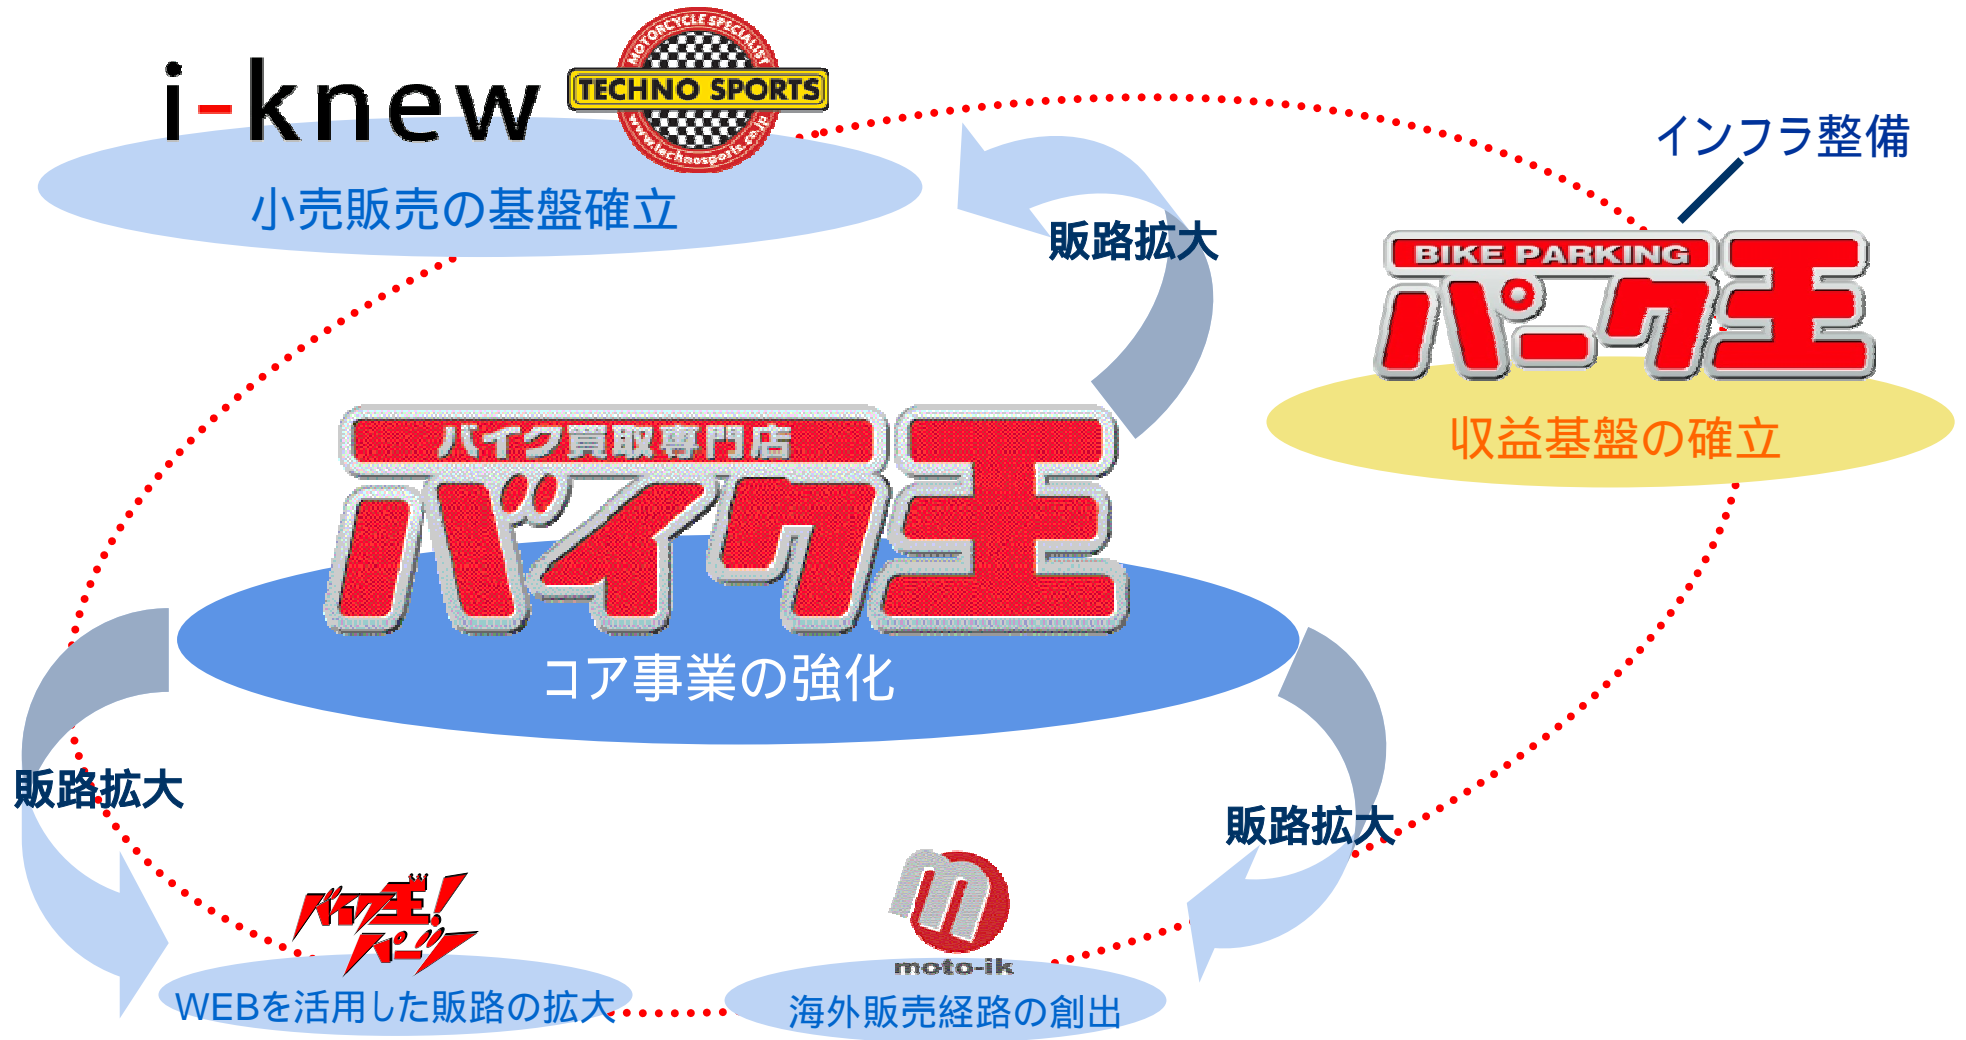 i-knew
MOTORCYCLE SPECIALIST
TECHNO SPORTS
www.technosports.co.jp
小売販売の基盤確立
販路拡大
インフラ整備
BIKE PARKING
パーク王
収益基盤の確立
バイク買取専門店
バイク王
コア事業の強化
販路拡大
販路拡大
バイク王!
パーツ
WEBを活用した販路の拡大
m
moto-ik
海外販売経路の創出